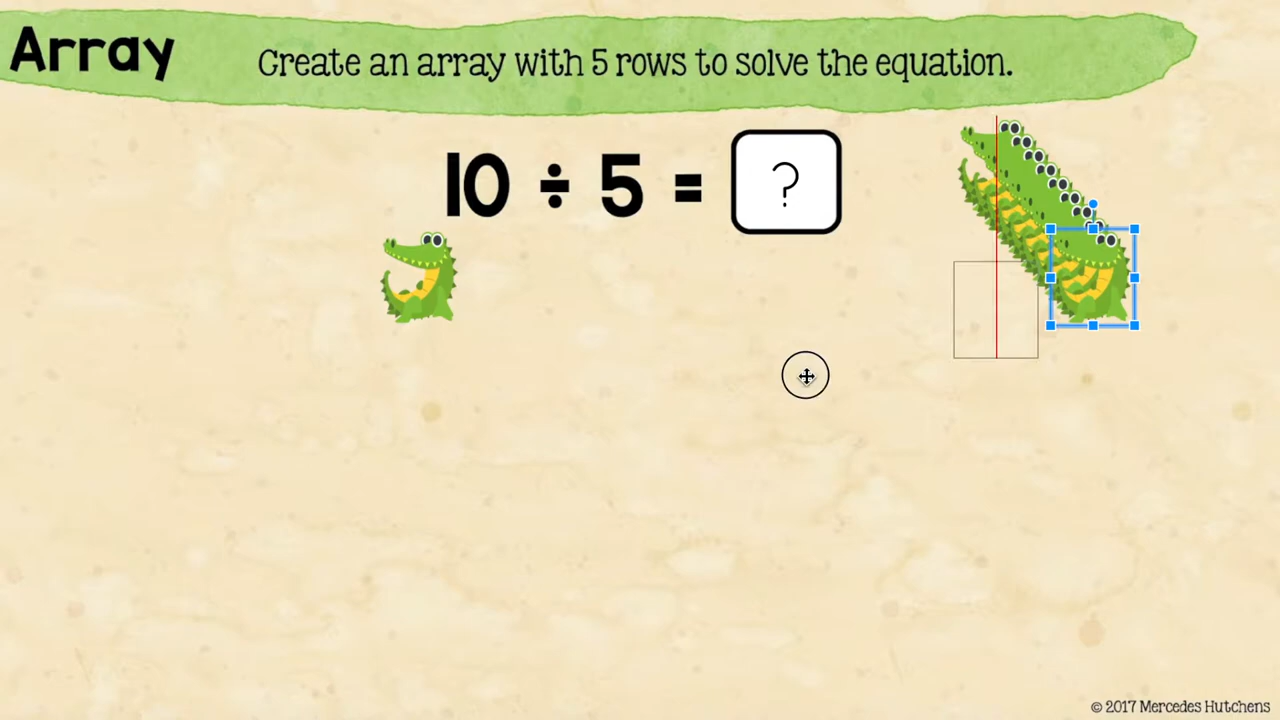 Array
Create an array with 5 rows to solve the equation.
10 ÷ 5 = ?
© 2017 Mercedes Hutchens